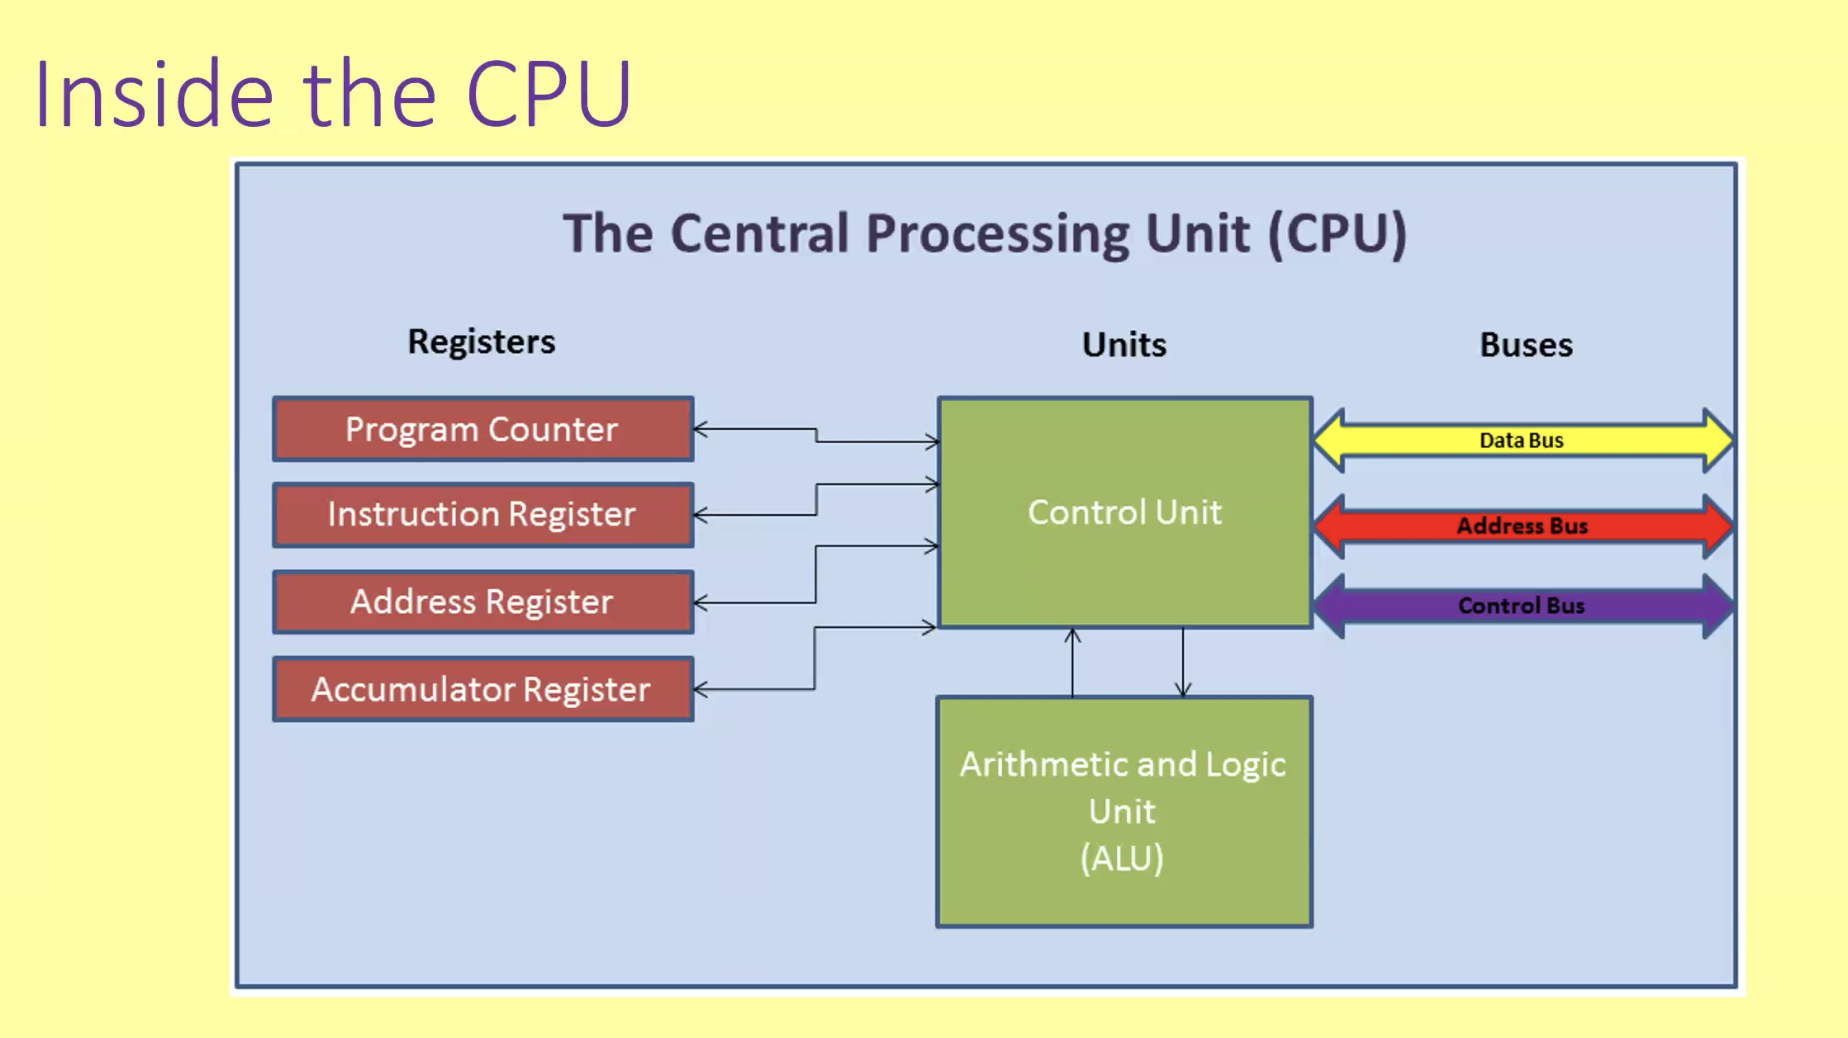 Inside the CPU
The Central Processing Unit (CPU)
Registers
Units
Buses
Program Counter
Instruction Register
Address Register
Accumulator Register
Control Unit
Arithmetic and Logic
Unit
(ALU)
Data Bus
Address Bus
Control Bus